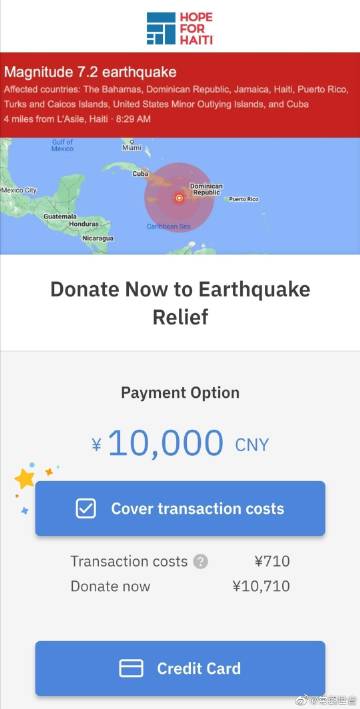 HOPE
FOR
HAITI
Magnitude 7.2 earthquake
Affected countries: The Bahamas, Dominican Republic, Jamaica, Haiti, Puerto Rico,
Turks and Caicos Islands, United States Minor Outlying Islands, and Cuba
4 miles from L'Asile, Haiti · 8:29 AM
Gulf of
Mexico
Miami
Cuba
Mexico City
Dominican
Republic
Puerto Rico
Guatemala
Honduras
Caribbean Sea
Nicaragua
Donate Now to Earthquake
Relief
Payment Option
¥ 10,000 CNY
Cover transaction costs
Transaction costs ? ¥710
Donate now ¥10,710
Credit Card